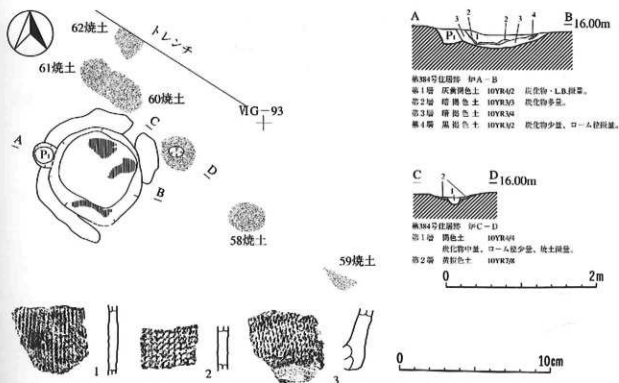 62焼土
トレンチ
61焼土
60焼土
ⅥG-93
A
P1
C
D
B
58焼土
59焼土
A
B 16.00m
P1
3
2
1
2
3
4
第384号住居跡 炉A-B
第1層 灰黄褐色土 10YR4/2 炭化物・L.B.微量。
第2層 暗褐色土 10YR3/3 炭化物多量。
第3層 暗褐色土 10YR3/4
第4層 黒褐色土 10YR3/2 炭化物少量、ローム粒微量。
C
D 16.00m
2
1
第384号住居跡 炉C-D
第1層 褐色土 10YR4/4
炭化物中量、ローム粒少量、焼土微量。
第2層 黄橙色土 10YR7/8
0
2m
1
2
3
0
10cm